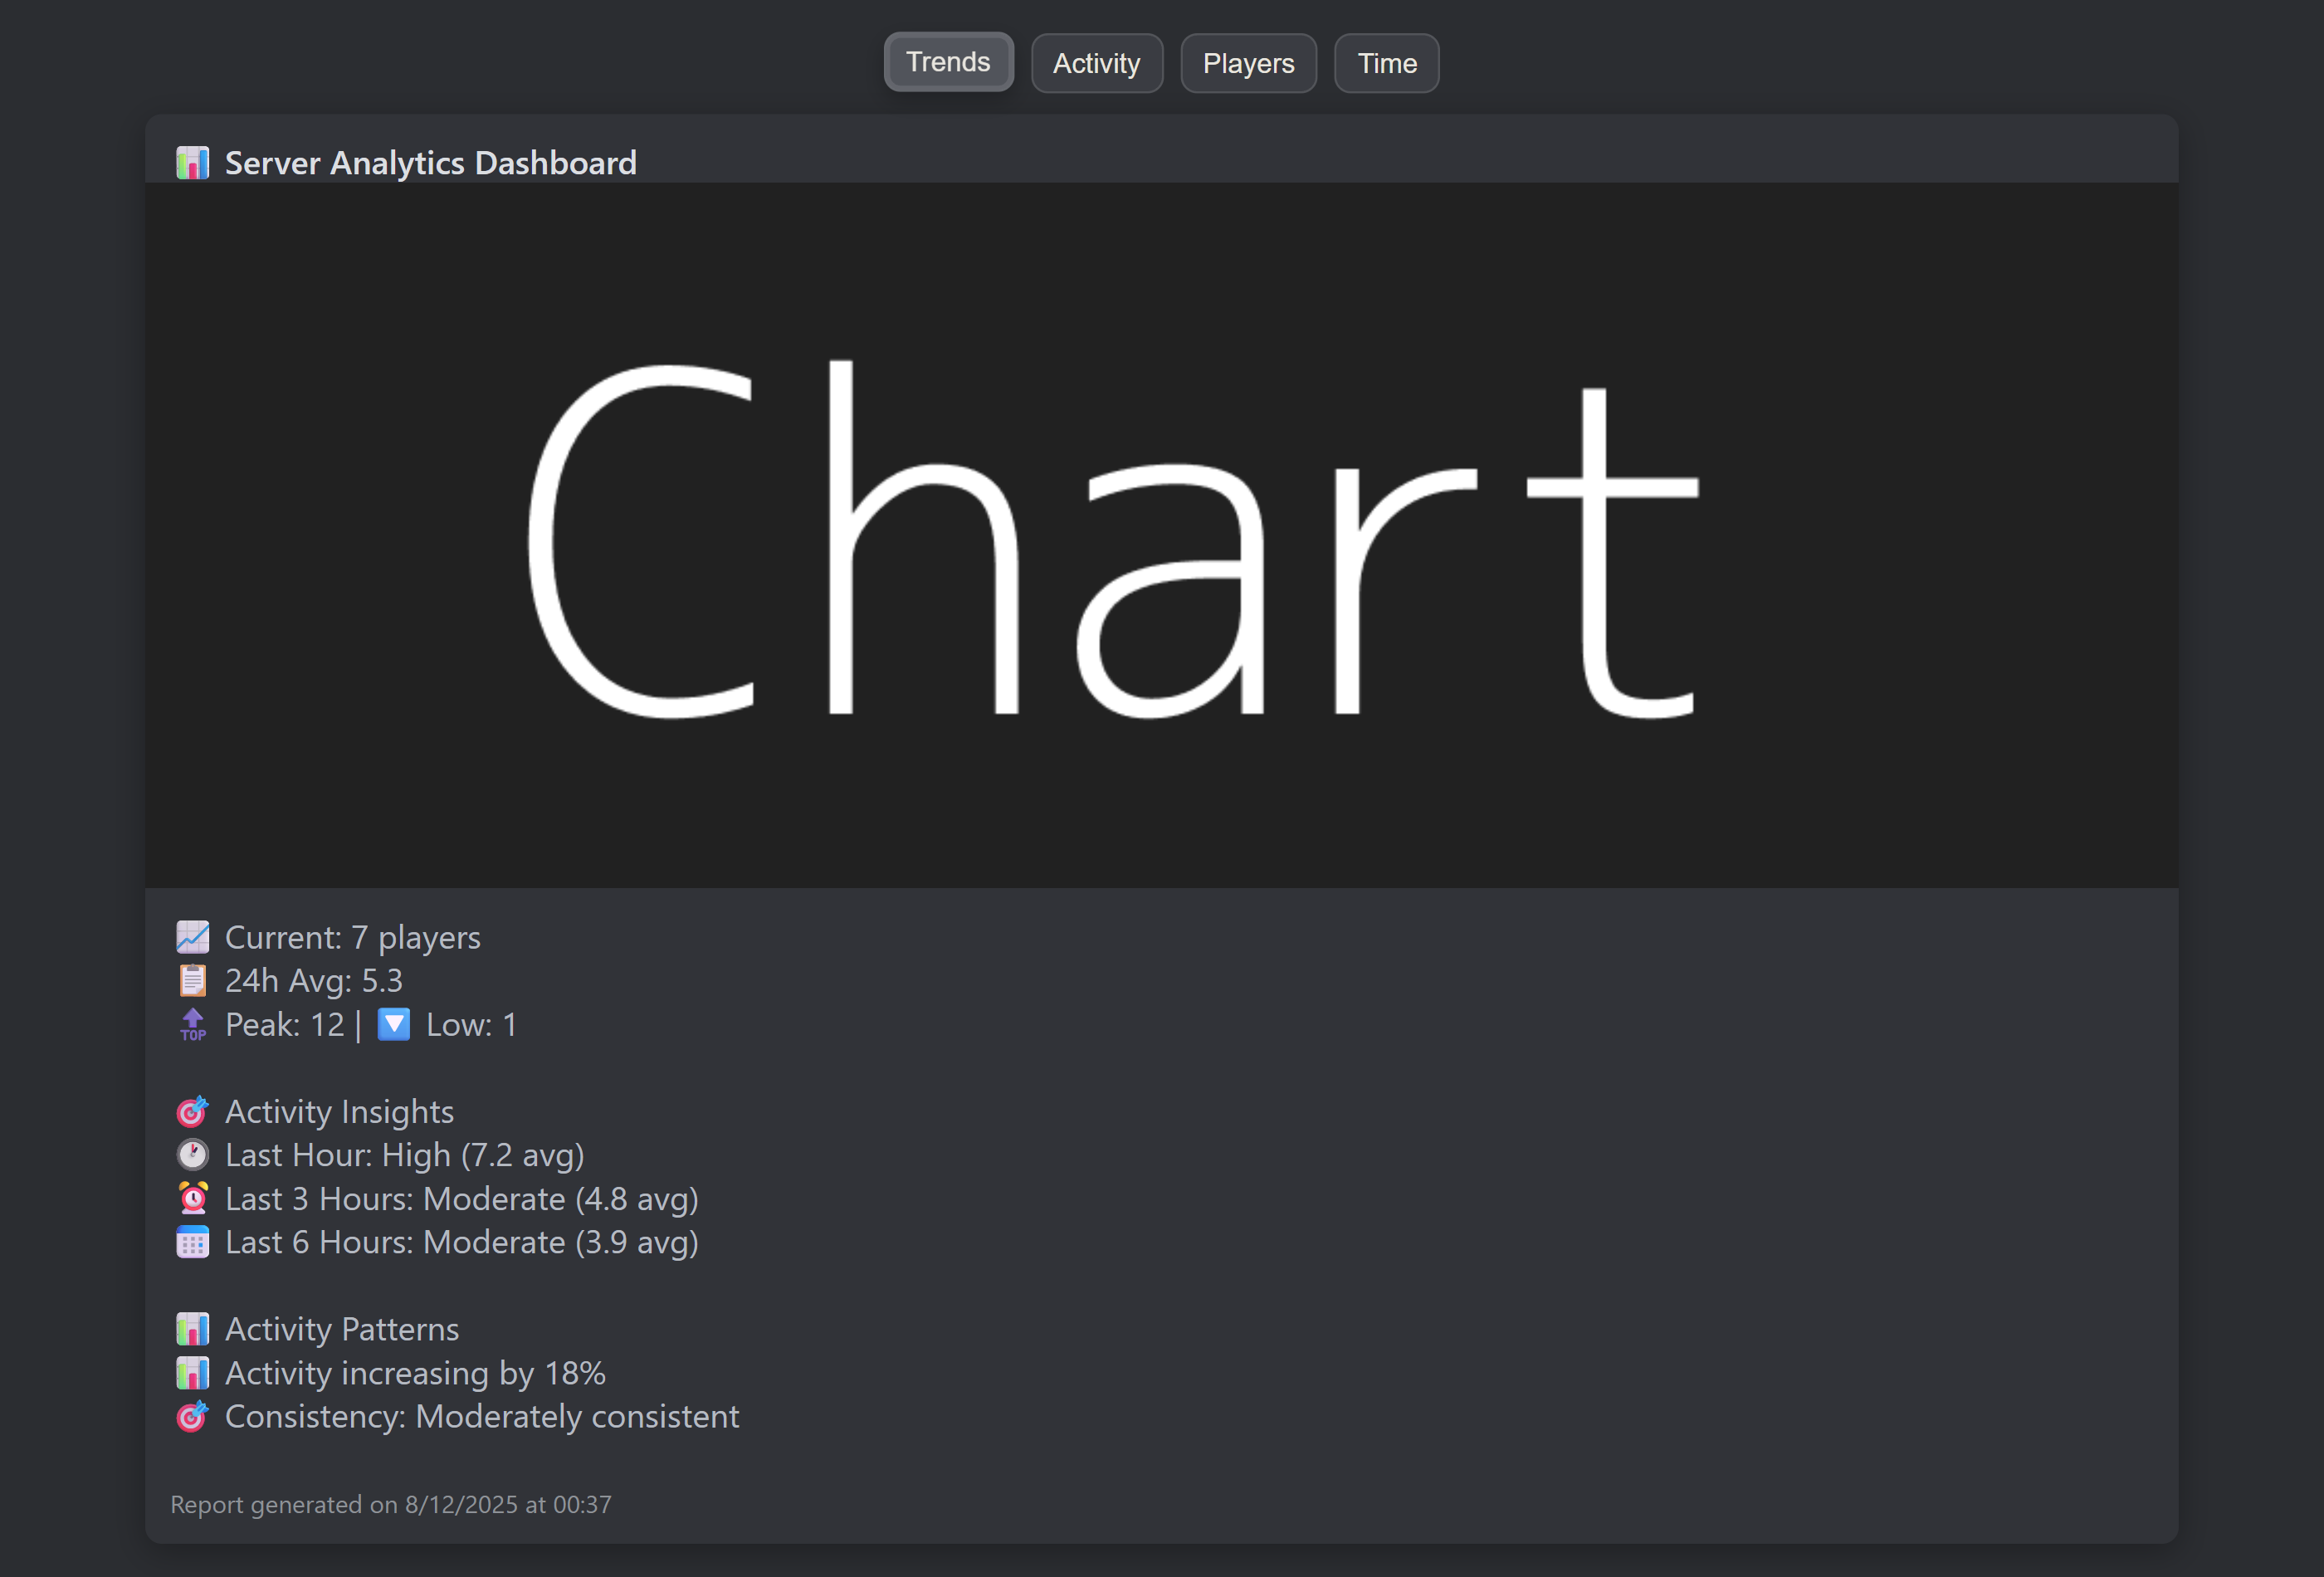 Trends Activity Players Time
Server Analytics Dashboard
Chart
Current: 7 players
24h Avg: 5.3
TOP Peak: 12 | Low: 1
Activity Insights
Last Hour: High (7.2 avg)
Last 3 Hours: Moderate (4.8 avg)
Last 6 Hours: Moderate (3.9 avg)
Activity Patterns
Activity increasing by 18%
Consistency: Moderately consistent
Report generated on 8/12/2025 at 00:37